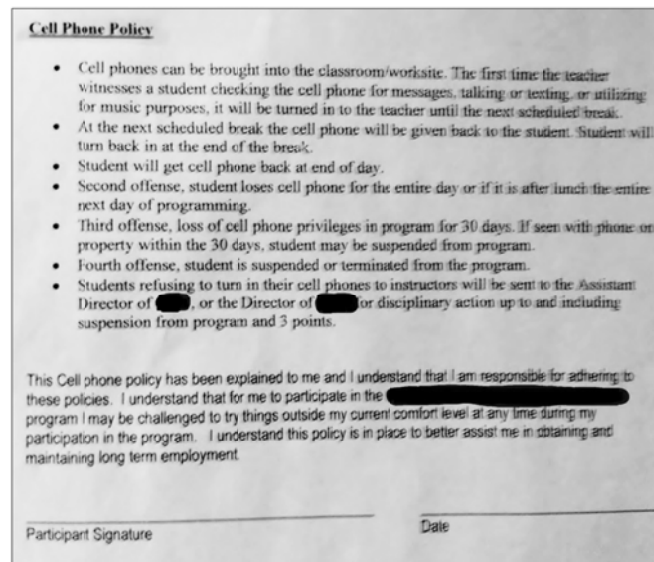 Cell Phone Policy
• Cell phones can be brought into the classroom/worksite. The first time the teacher
witnesses a student checking the cell phone for messages, talking or texting, or utilizing
for music purposes, it will be turned in to the teacher until the next scheduled break.
• At the next scheduled break the cell phone will be given back to the student. Student will
turn back in at the end of the break.
• Student will get cell phone back at end of day.
• Second offense, student loses cell phone for the entire day or if it is after lunch the entire
next day of programming.
• Third offense, loss of cell phone privileges in program for 30 days. If seen with phone on
property within the 30 days, student may be suspended from program.
• Fourth offense, student is suspended or terminated from the program.
• Students refusing to turn in their cell phones to instructors will be sent to the Assistant
Director of , or the Director of for disciplinary action up to and including
suspension from program and 3 points.
This Cell phone policy has been explained to me and I understand that I am responsible for adhering to
these policies. I understand that for me to participate in the
program I may be challenged to try things outside my current comfort level at any time during my
participation in the program. I understand this policy is in place to better assist me in obtaining and
maintaining long term employment
Participant Signature
Date